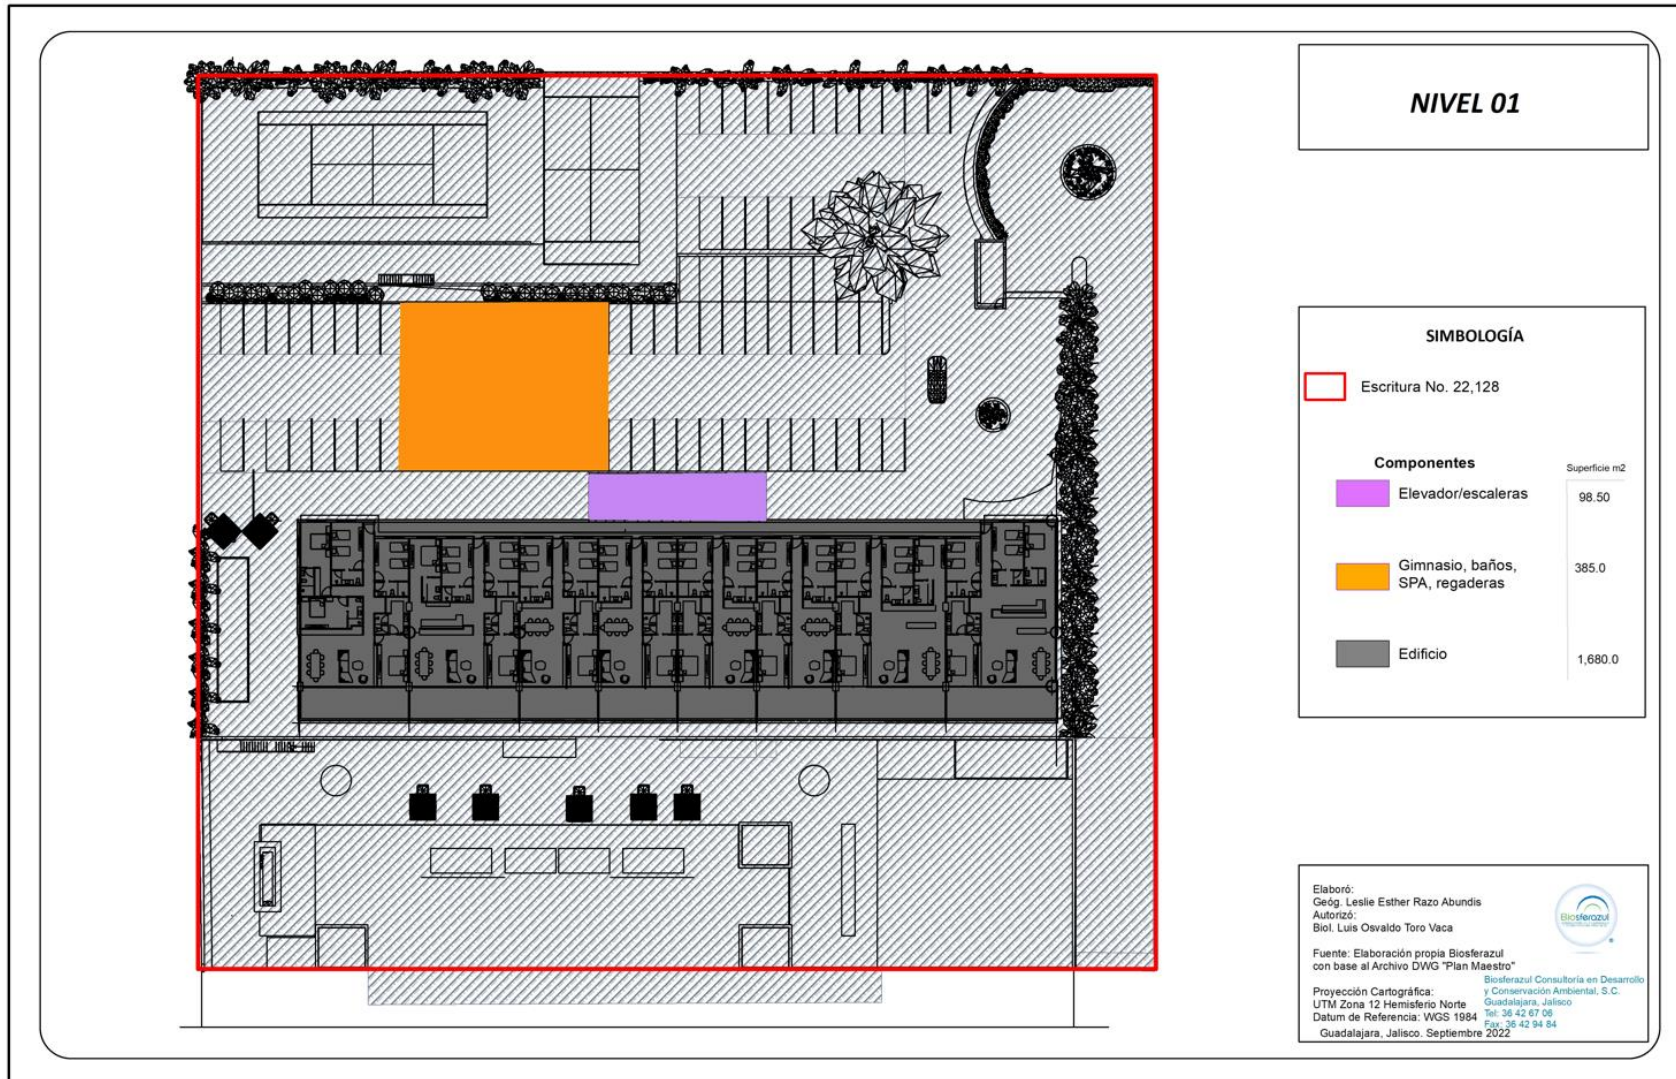 NIVEL 01
SIMBOLOGÍA
Escritura No. 22,128
Componentes
Superficie m2
Elevador/escaleras
98.50
Gimnasio, baños,
SPA, regaderas
385.0
Edificio
1,680.0
Elaboró:
Geóg. Leslie Esther Razo Abundis
Autorizó:
Biol. Luis Osvaldo Toro Vaca
Biosferazul
Fuente: Elaboración propia Biosferazul
con base al Archivo DWG "Plan Maestro"
Proyección Cartográfica:
UTM Zona 12 Hemisferio Norte
Datum de Referencia: WGS 1984
Guadalajara, Jalisco. Septiembre 2022
Biosferazul Consultoría en Desarrollo
y Conservación Ambiental, S.C.
Guadalajara, Jalisco
Tel: 36 42 67 06
Fax: 36 42 94 84